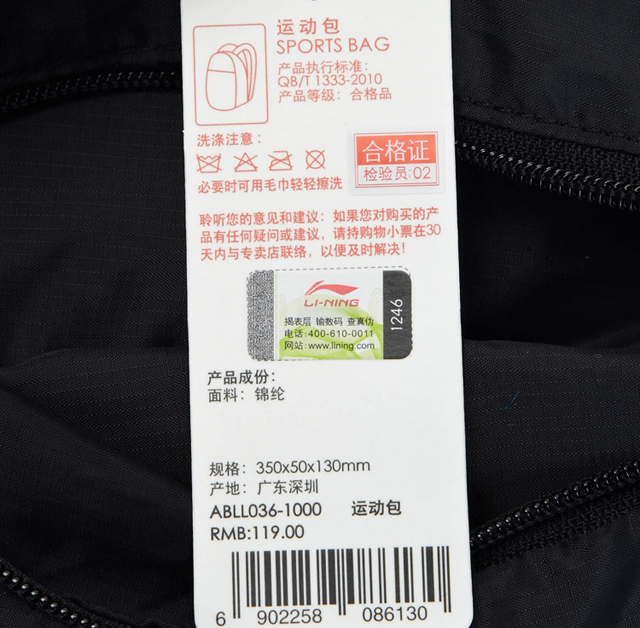 运动包
SPORTS BAG
产品执行标准：
QB/T 1333-2010
产品等级：合格品
洗涤注意：
必要时可用毛巾轻轻擦洗
合格证
检验员:02
聆听您的意见和建议：如果您对购买的产
品有任何疑问或建议，请持购物小票在30
天内与专卖店联络，以便及时解决！
LI-NING
揭表层 输数码 查真伪
电话:400-610-0011
网站:www.lining.com
1246
产品成份：
面料：锦纶
规格：350x50x130mm
产地：广东深圳
ABLL036-1000 运动包
RMB:119.00
6 902258 086130